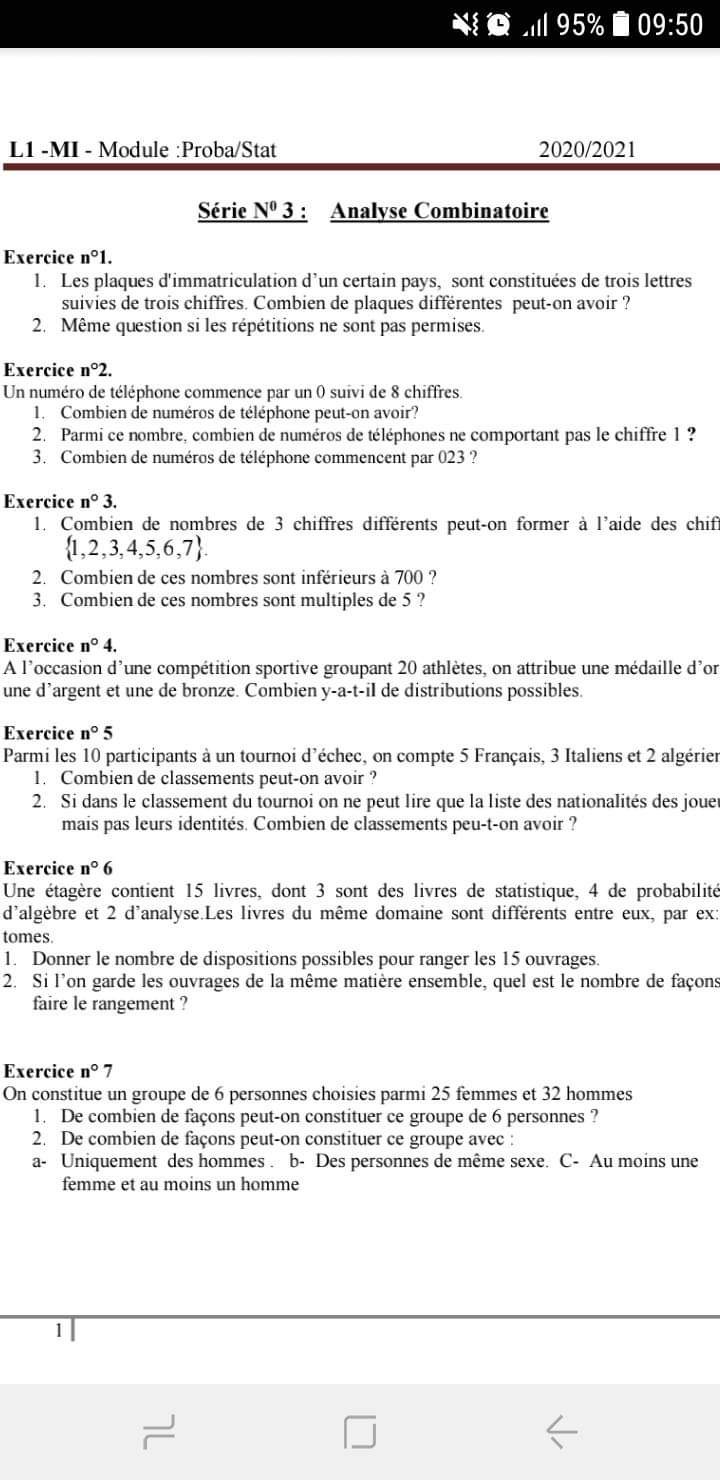 95% 09:50
L1 -MI - Module :Proba/Stat 2020/2021
Série N⁰ 3 : Analyse Combinatoire
Exercice n°1.
1. Les plaques d'immatriculation d’un certain pays, sont constituées de trois lettres
suivies de trois chiffres. Combien de plaques différentes peut-on avoir ?
2. Même question si les répétitions ne sont pas permises.
Exercice n°2.
Un numéro de téléphone commence par un 0 suivi de 8 chiffres.
1. Combien de numéros de téléphone peut-on avoir?
2. Parmi ce nombre, combien de numéros de téléphones ne comportant pas le chiffre 1 ?
3. Combien de numéros de téléphone commencent par 023 ?
Exercice n° 3.
1. Combien de nombres de 3 chiffres différents peut-on former à l’aide des
{1,2,3,4,5,6,7}.
2. Combien de ces nombres sont inférieurs à 700 ?
3. Combien de ces nombres sont multiples de 5 ?
Exercice n° 4.
A l’occasion d’une compétition sportive groupant 20 athlètes, on attribue une médaille d’or
une d’argent et une de bronze. Combien y-a-t-il de distributions possibles.
Exercice n° 5
Parmi les 10 participants à un tournoi d’échec, on compte 5 Français, 3 Italiens et 2
1. Combien de classements peut-on avoir ?
2. Si dans le classement du tournoi on ne peut lire que la liste des nationalités des
mais pas leurs identités. Combien de classements peu-t-on avoir ?
Exercice n° 6
Une étagère contient 15 livres, dont 3 sont des livres de statistique, 4 de probabilité
d’algèbre et 2 d’analyse.Les livres du même domaine sont différents entre eux, par ex:
tomes.
1. Donner le nombre de dispositions possibles pour ranger les 15 ouvrages.
2. Si l’on garde les ouvrages de la même matière ensemble, quel est le nombre de façons
faire le rangement ?
Exercice n° 7
On constitue un groupe de 6 personnes choisies parmi 25 femmes et 32 hommes
1. De combien de façons peut-on constituer ce groupe de 6 personnes ?
2. De combien de façons peut-on constituer ce groupe avec :
a- Uniquement des hommes . b- Des personnes de même sexe. C- Au moins une
femme et au moins un homme
1